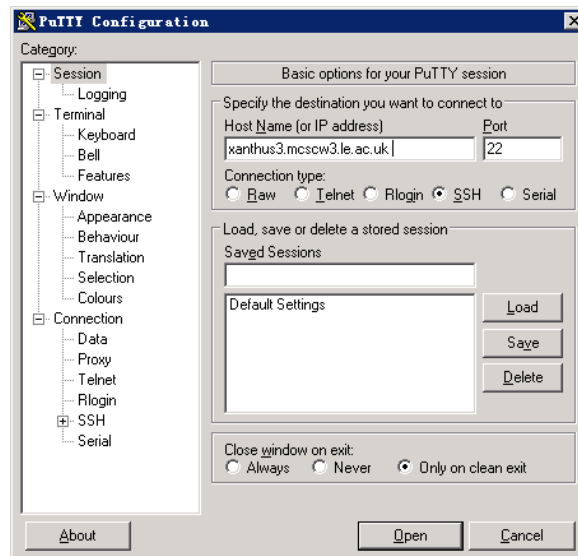 PuTTY Configuration
Category:
Session
Logging
Terminal
Keyboard
Bell
Features
Window
Appearance
Behaviour
Translation
Selection
Colours
Connection
Data
Proxy
Telnet
Rlogin
SSH
Serial
Basic options for your PuTTY session
Specify the destination you want to connect to
Host Name (or IP address) Port
xanthus3.mcscw3.le.ac.uk 22
Connection type:
Raw Telnet Rlogin SSH Serial
Load, save or delete a stored session
Saved Sessions
Default Settings
Load
Save
Delete
Close window on exit:
Always Never Only on clean exit
About Open Cancel